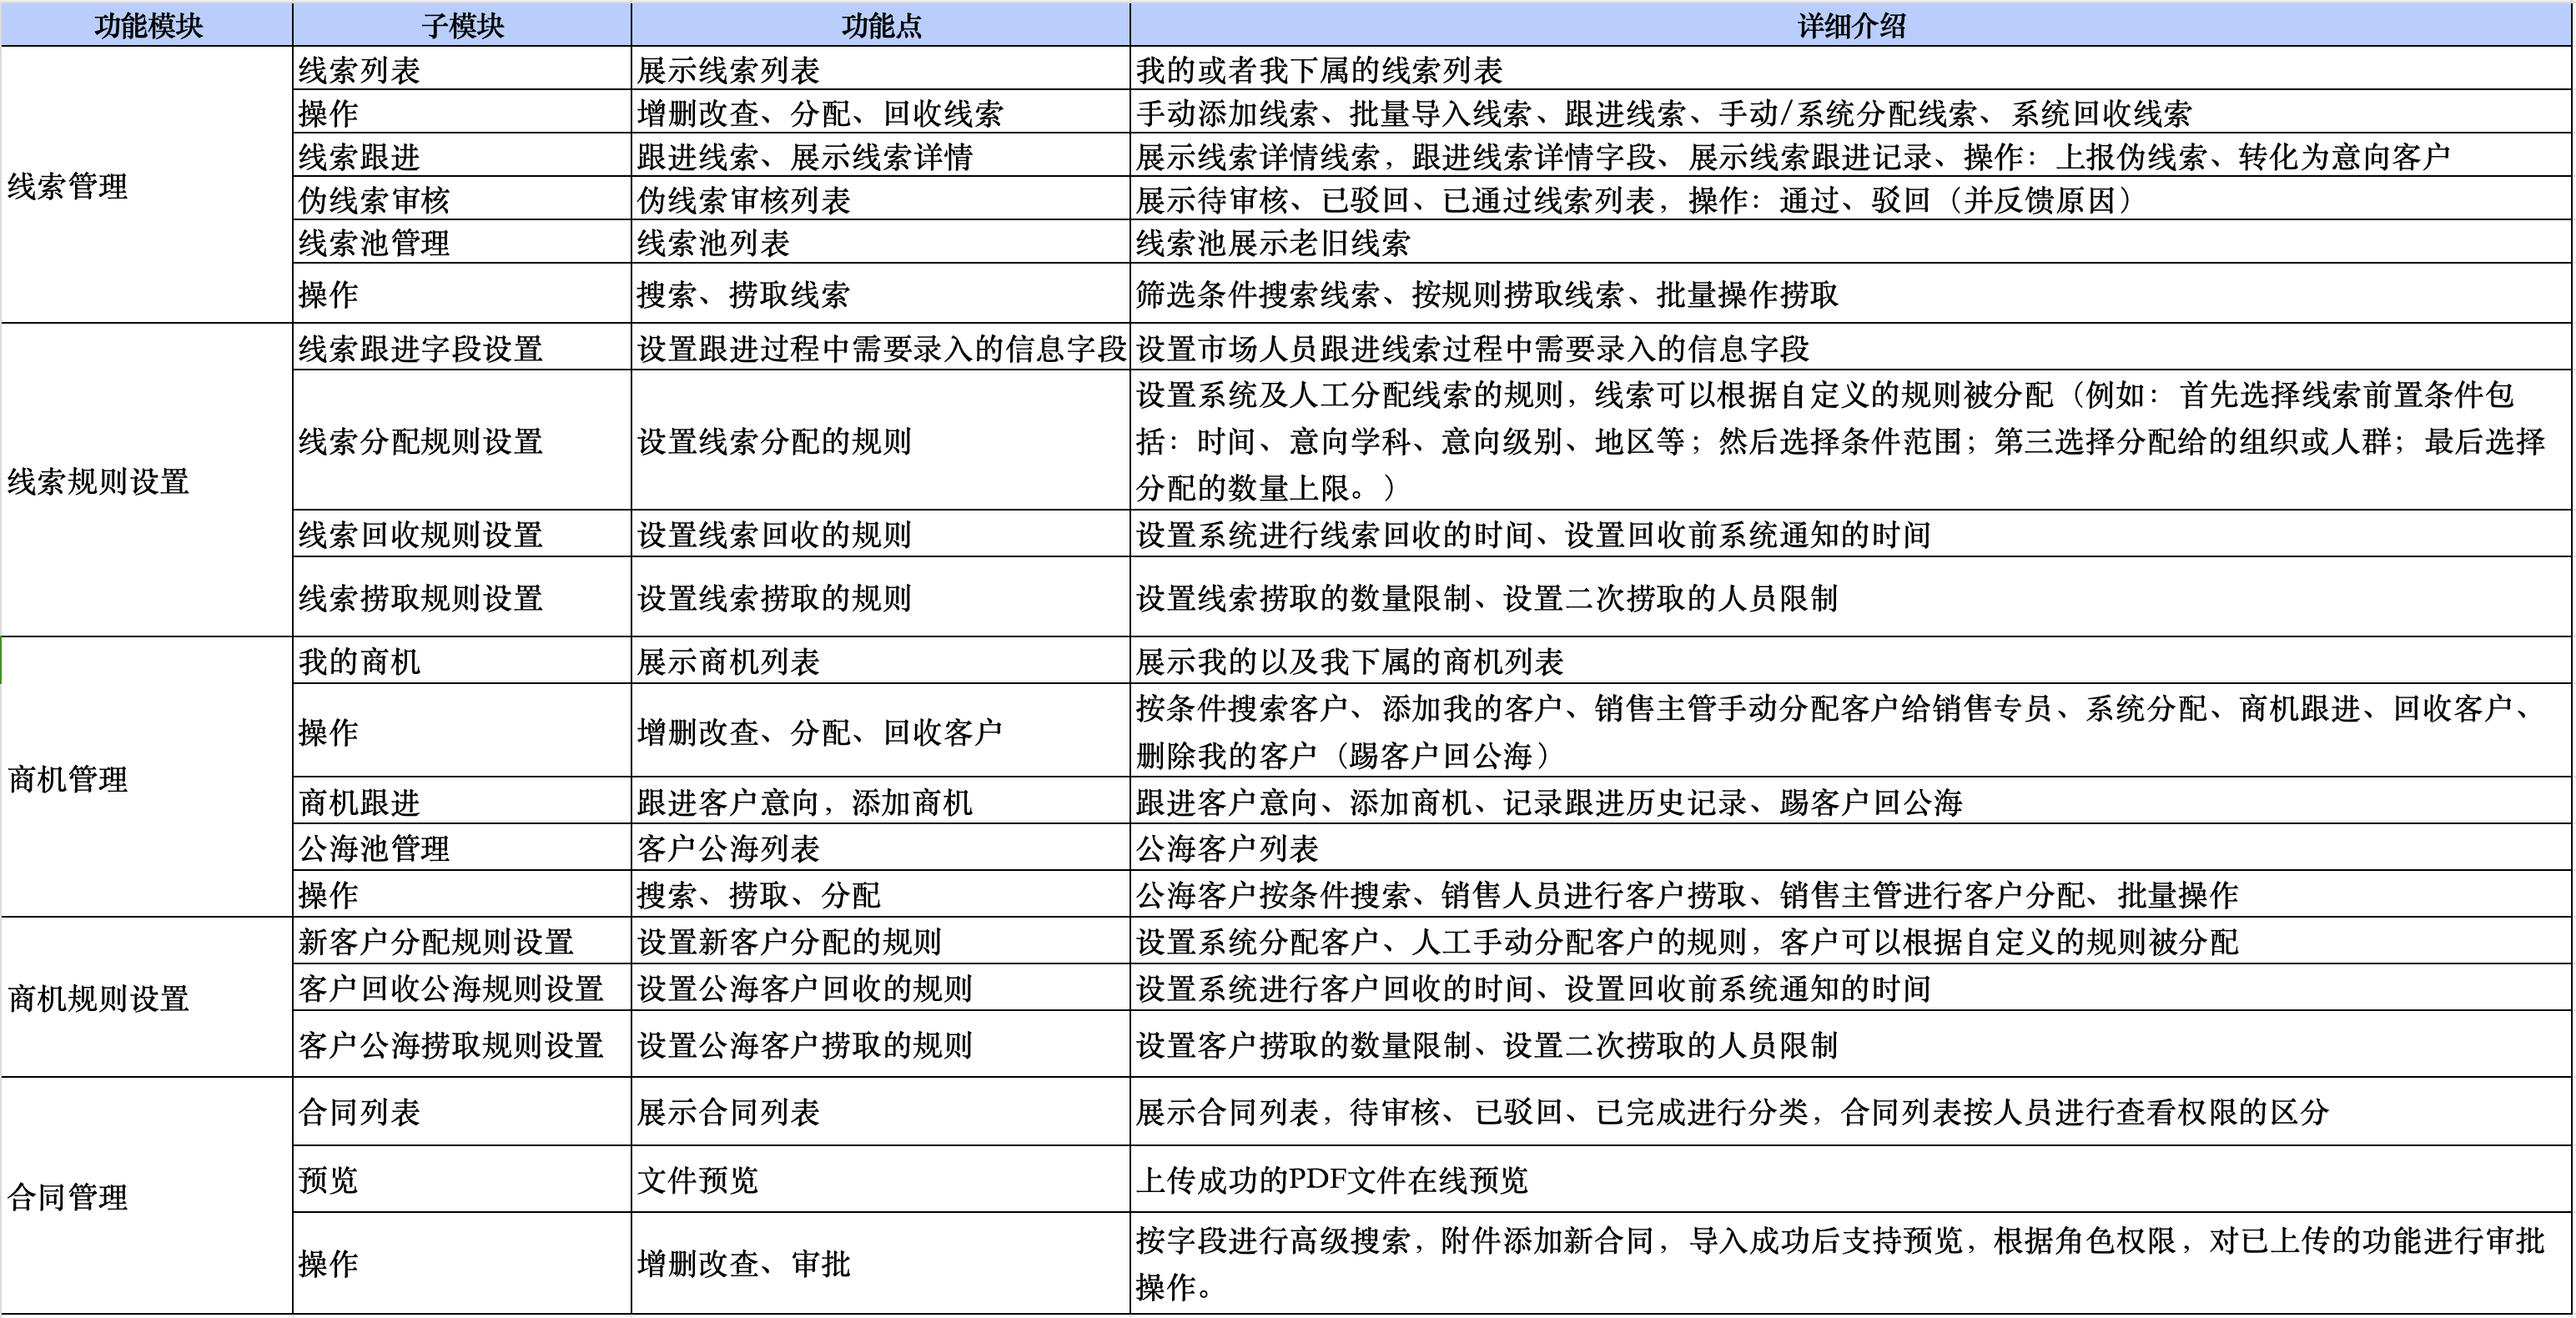 功能模块 子模块 功能点 详细介绍
线索管理
线索列表 展示线索列表 我的或者我下属的线索列表
操作 增删改查、分配、回收线索 手动添加线索、批量导入线索、跟进线索、手动/系统分配线索、系统回收线索
线索跟进 跟进线索、展示线索详情 展示线索详情线索，跟进线索详情字段、展示线索跟进记录、操作：上报伪线索、转化为意向客户
伪线索审核 伪线索审核列表 展示待审核、已驳回、已通过线索列表，操作：通过、驳回（并反馈原因）
线索池管理 线索池列表 线索池展示老旧线索
操作 搜索、捞取线索 筛选条件搜索线索、按规则捞取线索、批量操作捞取
线索规则设置
线索跟进字段设置 设置跟进过程中需要录入的信息字段 设置市场人员跟进线索过程中需要录入的信息字段
线索分配规则设置 设置线索分配的规则 设置系统及人工分配线索的规则，线索可以根据自定义的规则被分配（例如：首先选择线索前置条件包
括：时间、意向学科、意向级别、地区等；然后选择条件范围；第三选择分配给的组织或人群；最后选择
分配的数量上限。）
线索回收规则设置 设置线索回收的规则 设置系统进行线索回收的时间、设置回收前系统通知的时间
线索捞取规则设置 设置线索捞取的规则 设置线索捞取的数量限制、设置二次捞取的人员限制
商机管理
我的商机 展示商机列表 展示我的以及我下属的商机列表
操作 增删改查、分配、回收客户 按条件搜索客户、添加我的客户、销售主管手动分配客户给销售专员、系统分配、商机跟进、回收客户、
删除我的客户（踢客户回公海）
商机跟进 跟进客户意向，添加商机 跟进客户意向、添加商机、记录跟进历史记录、踢客户回公海
公海池管理 客户公海列表 公海客户列表
操作 搜索、捞取、分配 公海客户按条件搜索、销售人员进行客户捞取、销售主管进行客户分配、批量操作
商机规则设置
新客户分配规则设置 设置新客户分配的规则 设置系统分配客户、人工手动分配客户的规则，客户可以根据自定义的规则被分配
客户回收公海规则设置 设置公海客户回收的规则 设置系统进行客户回收的时间、设置回收前系统通知的时间
客户公海捞取规则设置 设置公海客户捞取的规则 设置客户捞取的数量限制、设置二次捞取的人员限制
合同管理
合同列表 展示合同列表 展示合同列表，待审核、已驳回、已完成进行分类，合同列表按人员进行查看权限的区分
预览 文件预览 上传成功的PDF文件在线预览
操作 增删改查、审批 按字段进行高级搜索，附件添加新合同，导入成功后支持预览，根据角色权限，对已上传的功能进行审批
操作。